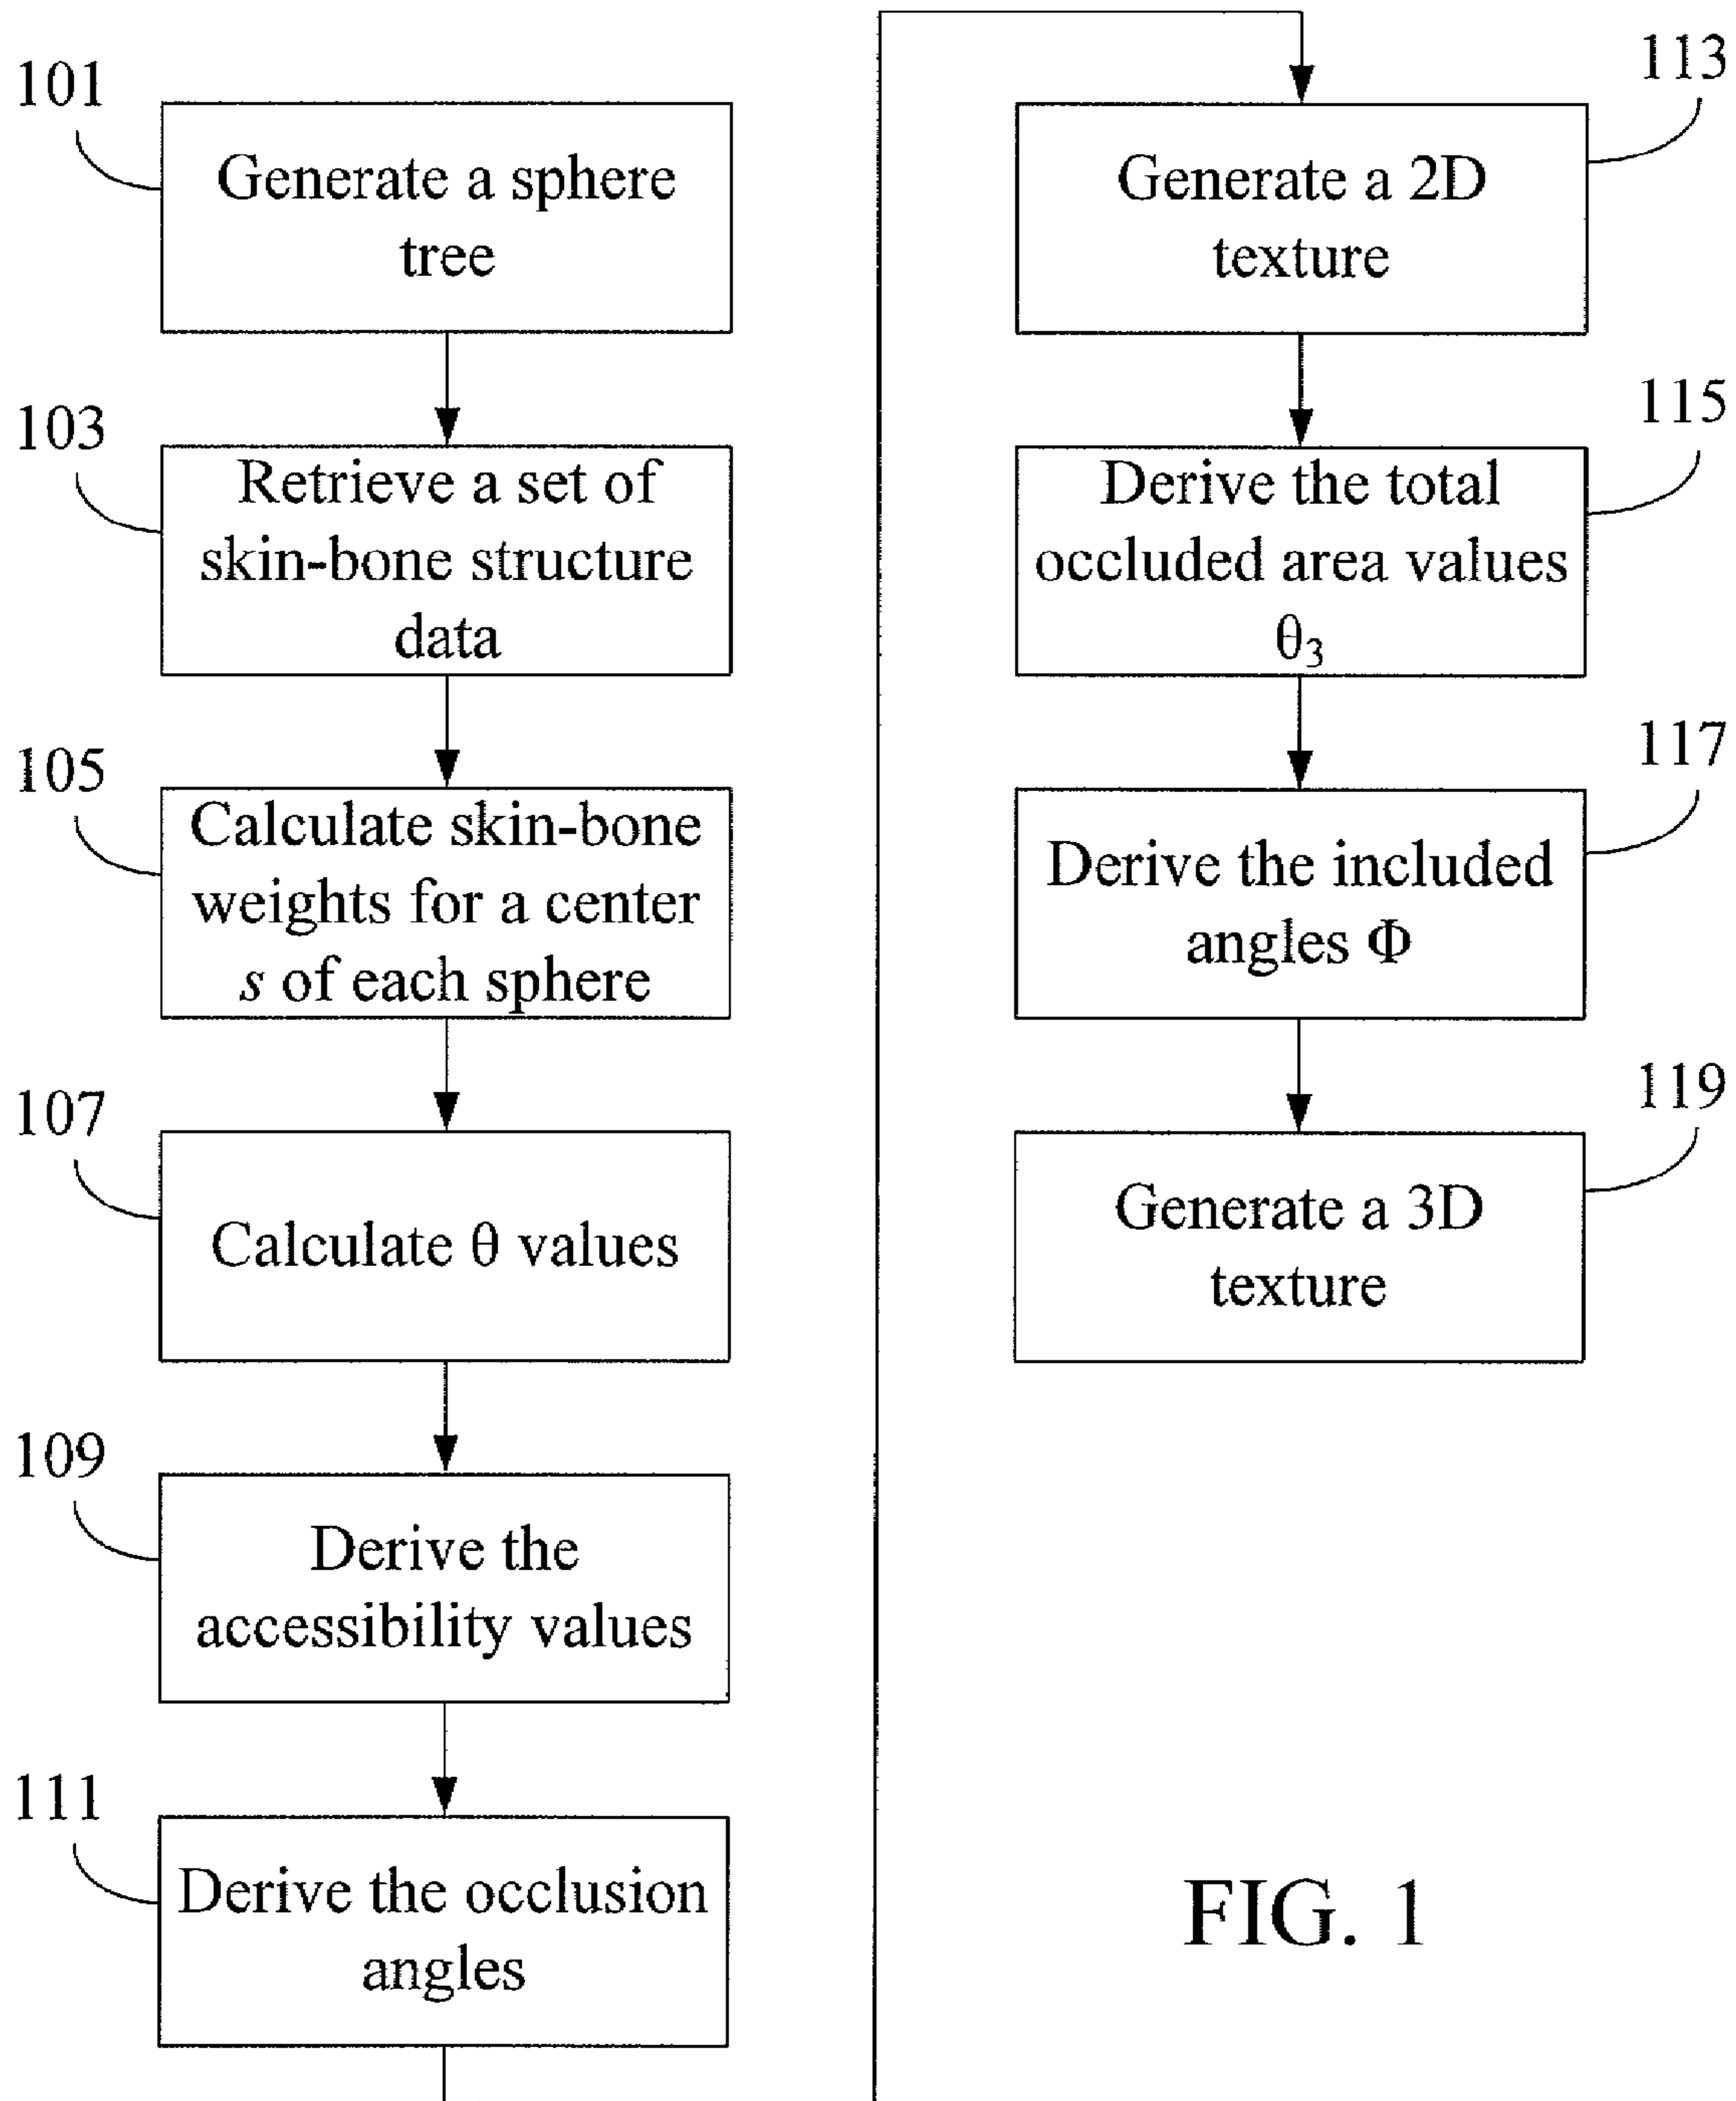 101
Generate a sphere
tree
103
Retrieve a set of
skin-bone structure
data
105
Calculate skin-bone
weights for a center
s of each sphere
107
Calculate θ values
109
Derive the
accessibility values
111
Derive the occlusion
angles
113
Generate a 2D
texture
115
Derive the total
occluded area values
θ₃
117
Derive the included
angles Φ
119
Generate a 3D
texture
FIG. 1